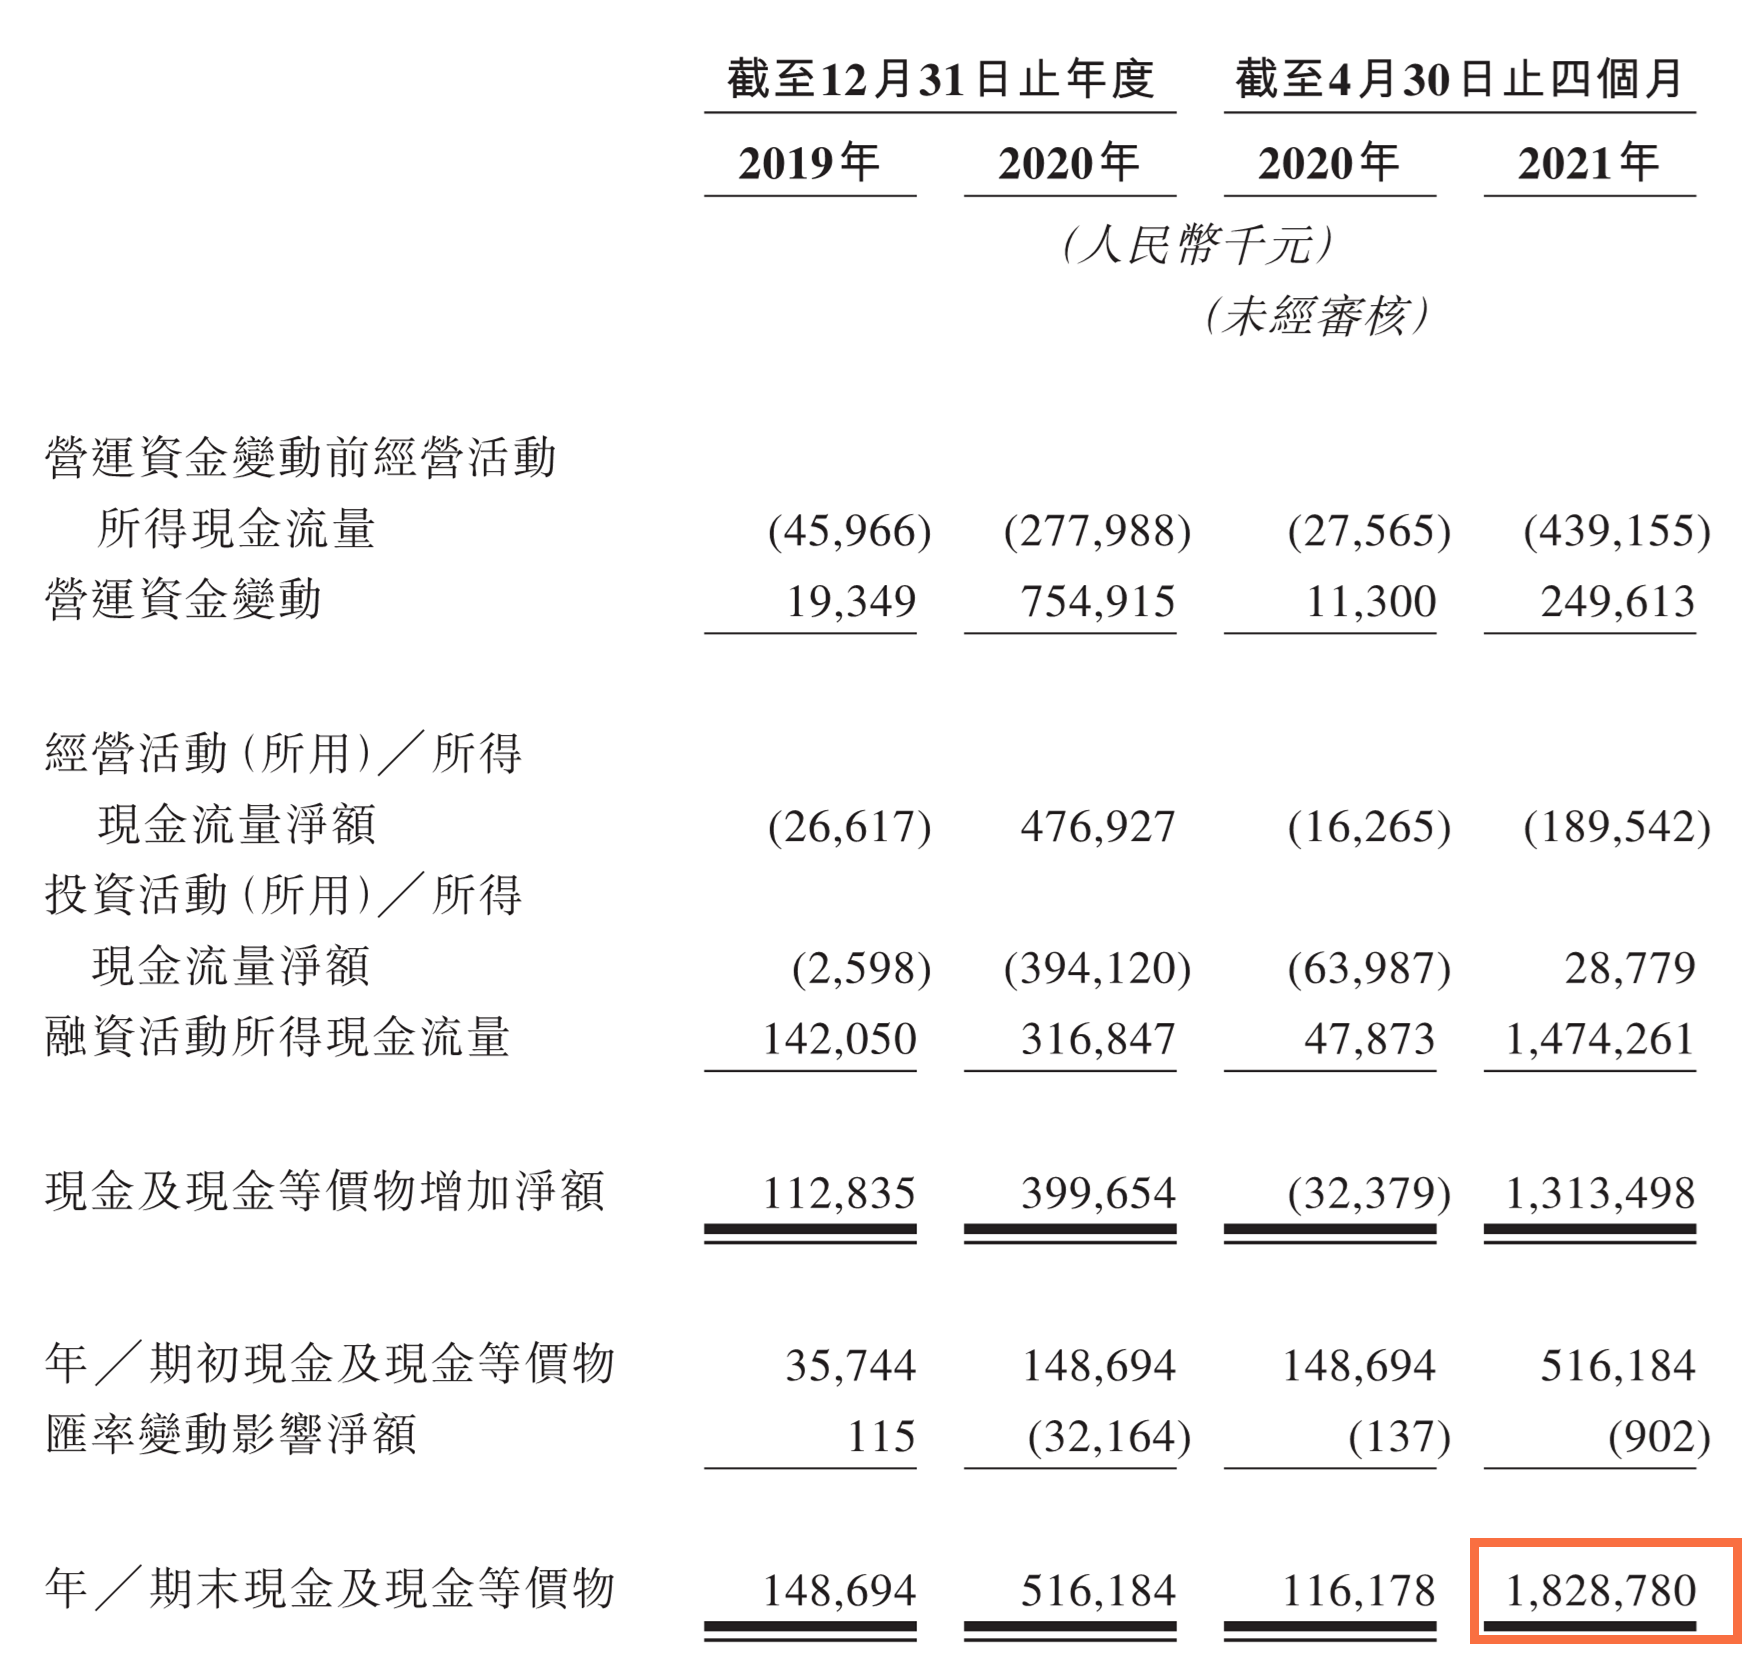 截至12月31日止年度 截至4月30日止四個月
2019年 2020年 2020年 2021年
(人民幣千元)
(未經審核)
營運資金變動前經營活動
所得現金流量 (45,966) (277,988) (27,565) (439,155)
營運資金變動 19,349 754,915 11,300 249,613
經營活動(所用)／所得
現金流量淨額 (26,617) 476,927 (16,265) (189,542)
投資活動(所用)／所得
現金流量淨額 (2,598) (394,120) (63,987) 28,779
融資活動所得現金流量 142,050 316,847 47,873 1,474,261
現金及現金等價物增加淨額 112,835 399,654 (32,379) 1,313,498
年／期初現金及現金等價物 35,744 148,694 148,694 516,184
匯率變動影響淨額 115 (32,164) (137) (902)
年／期末現金及現金等價物 148,694 516,184 116,178 1,828,780